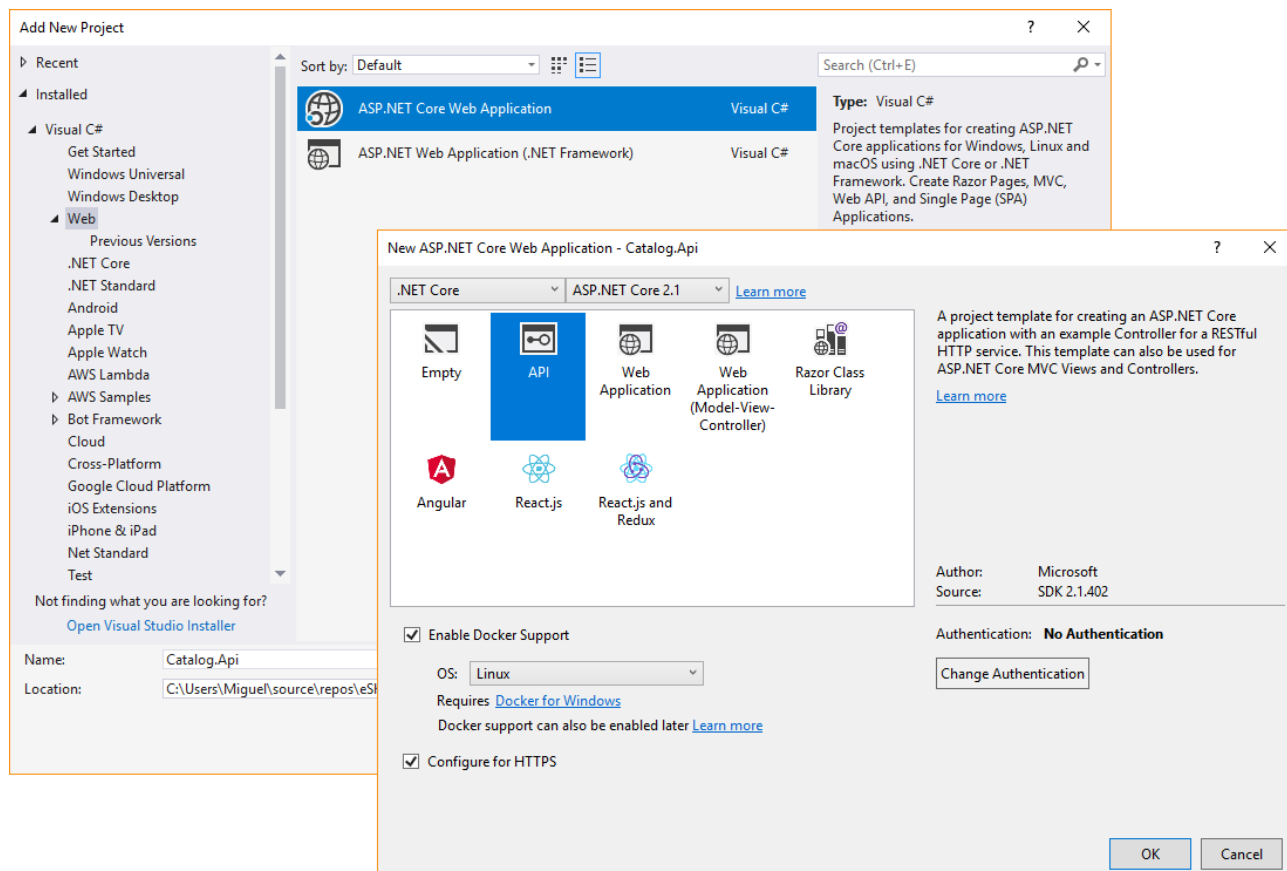 Add New Project
?
Recent
Installed
Visual C#
Get Started
Windows Universal
Windows Desktop
Web
Previous Versions
.NET Core
.NET Standard
Android
Apple TV
Apple Watch
AWS Lambda
AWS Samples
Bot Framework
Cloud
Cross-Platform
Google Cloud Platform
iOS Extensions
iPhone & iPad
Net Standard
Test
Not finding what you are looking for?
Open Visual Studio Installer
Sort by: Default
ASP.NET Core Web Application Visual C#
ASP.NET Web Application (.NET Framework) Visual C#
Search (Ctrl+E)
Type: Visual C#
Project templates for creating ASP.NET
Core applications for Windows, Linux and
macOS using .NET Core or .NET
Framework. Create Razor Pages, MVC,
Web API, and Single Page (SPA)
Applications.
Name: Catalog.Api
Location: C:\Users\Miguel\source\repos\eSh
New ASP.NET Core Web Application - Catalog.Api
?
.NET Core ASP.NET Core 2.1 Learn more
Empty
API
Web
Application
Web
Application
(Model-View-
Controller)
Razor Class
Library
Angular
React.js
React.js and
Redux
A project template for creating an ASP.NET Core
application with an example Controller for a RESTful
HTTP service. This template can also be used for
ASP.NET Core MVC Views and Controllers.
Learn more
Author: Microsoft
Source: SDK 2.1.402
Enable Docker Support
OS: Linux
Requires Docker for Windows
Docker support can also be enabled later Learn more
Configure for HTTPS
Authentication: No Authentication
Change Authentication
OK
Cancel